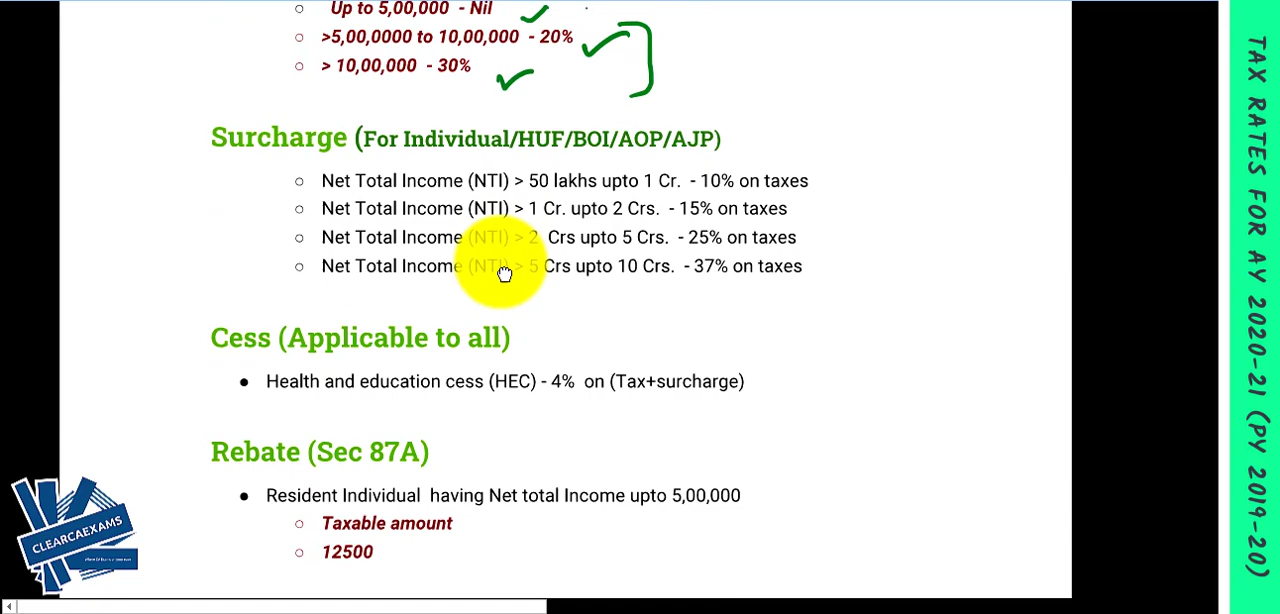 Up to 5,00,000 - Nil
>5,00,0000 to 10,00,000 - 20%
> 10,00,000 - 30%
Surcharge (For Individual/HUF/BOI/AOP/AJP)
Net Total Income (NTI) > 50 lakhs upto 1 Cr. - 10% on taxes
Net Total Income (NTI) > 1 Cr. upto 2 Crs. - 15% on taxes
Net Total Income (NTI) > 2 Crs upto 5 Crs. - 25% on taxes
Net Total Income (NTI) > 5 Crs upto 10 Crs. - 37% on taxes
Cess (Applicable to all)
Health and education cess (HEC) - 4% on (Tax+surcharge)
Rebate (Sec 87A)
Resident Individual having Net total Income upto 5,00,000
Taxable amount
12500
CLEARCAEXAMS
TAX RATES FOR AY 2020-21 (PY 2019-20)